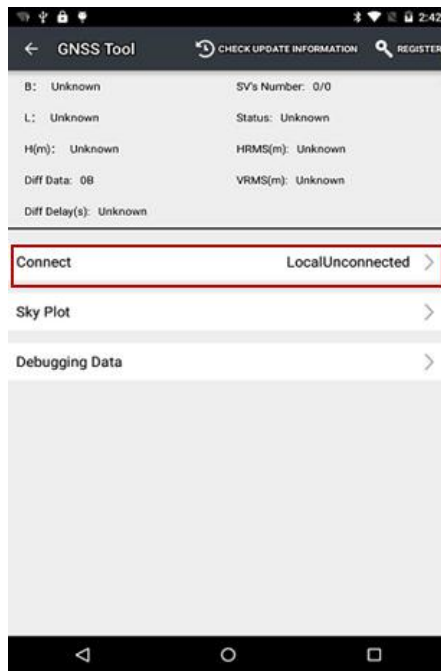 2:42
GNSS Tool CHECK UPDATE INFORMATION REGISTER
B: Unknown SV's Number: 0/0
L: Unknown Status: Unknown
H(m): Unknown HRMS(m): Unknown
Diff Data: 0B VRMS(m): Unknown
Diff Delay(s): Unknown
Connect LocalUnconnected
Sky Plot
Debugging Data